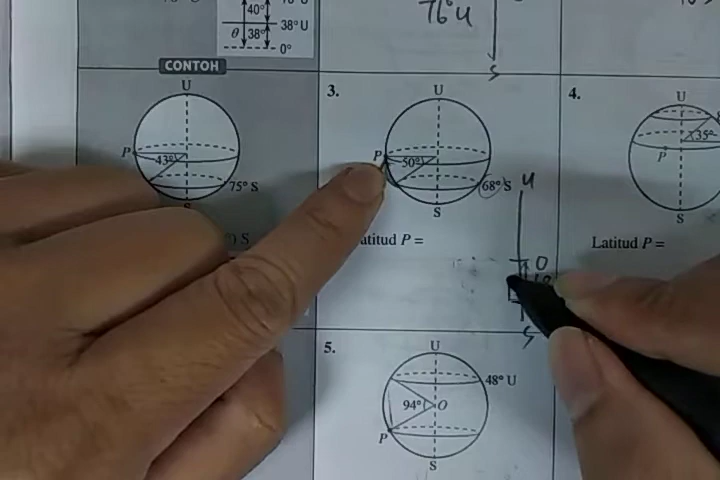 40°
38° U
θ 38°
0°
76°U
S
CONTOH
U
P
43°
75° S
S
S
3.
U
P
50°
68° S
S
Latitud P =
U
0
S
4.
U
35°
P
S
Latitud P =
5.
U
48° U
94° O
P
S